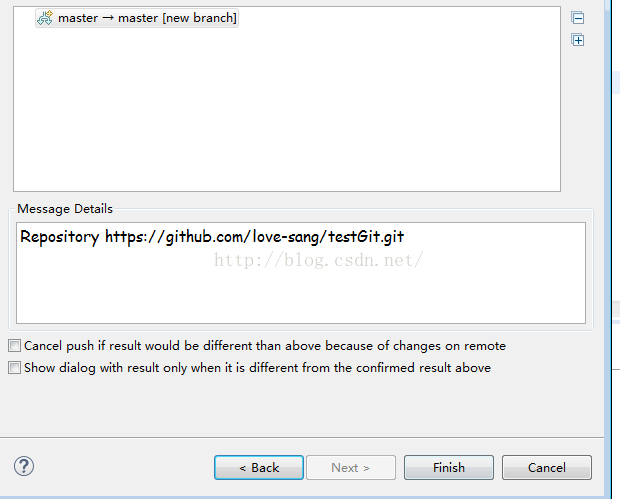 master → master [new branch]
Message Details
Repository https://github.com/love-sang/testGit.git
http://blog.csdn.net/
Cancel push if result would be different than above because of changes on remote
Show dialog with result only when it is different from the confirmed result above
?
< Back
Next >
Finish
Cancel